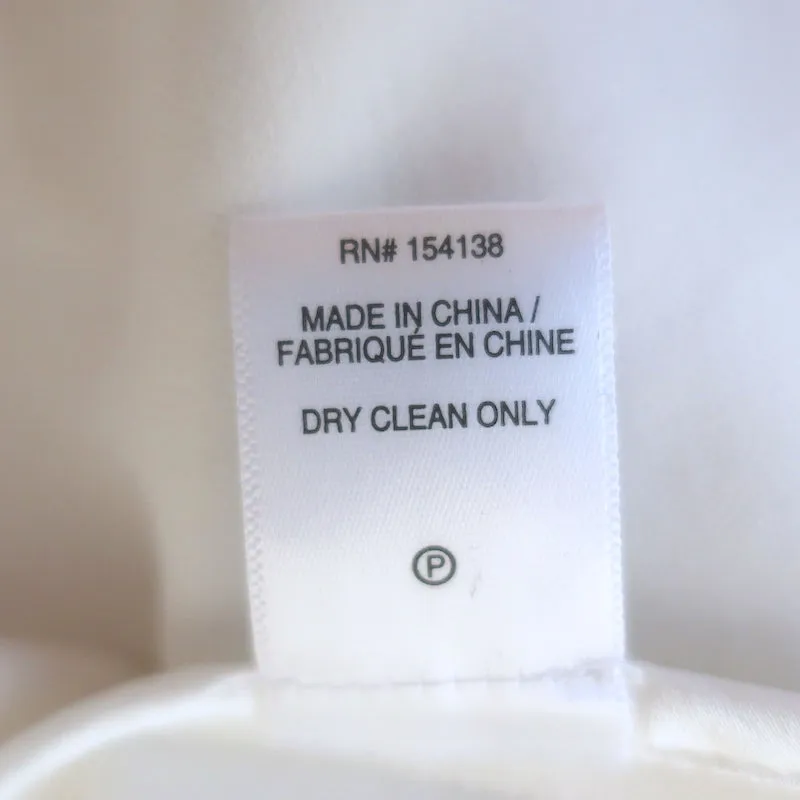 RN# 154138
MADE IN CHINA /
FABRIQUÉ EN CHINE
DRY CLEAN ONLY
P